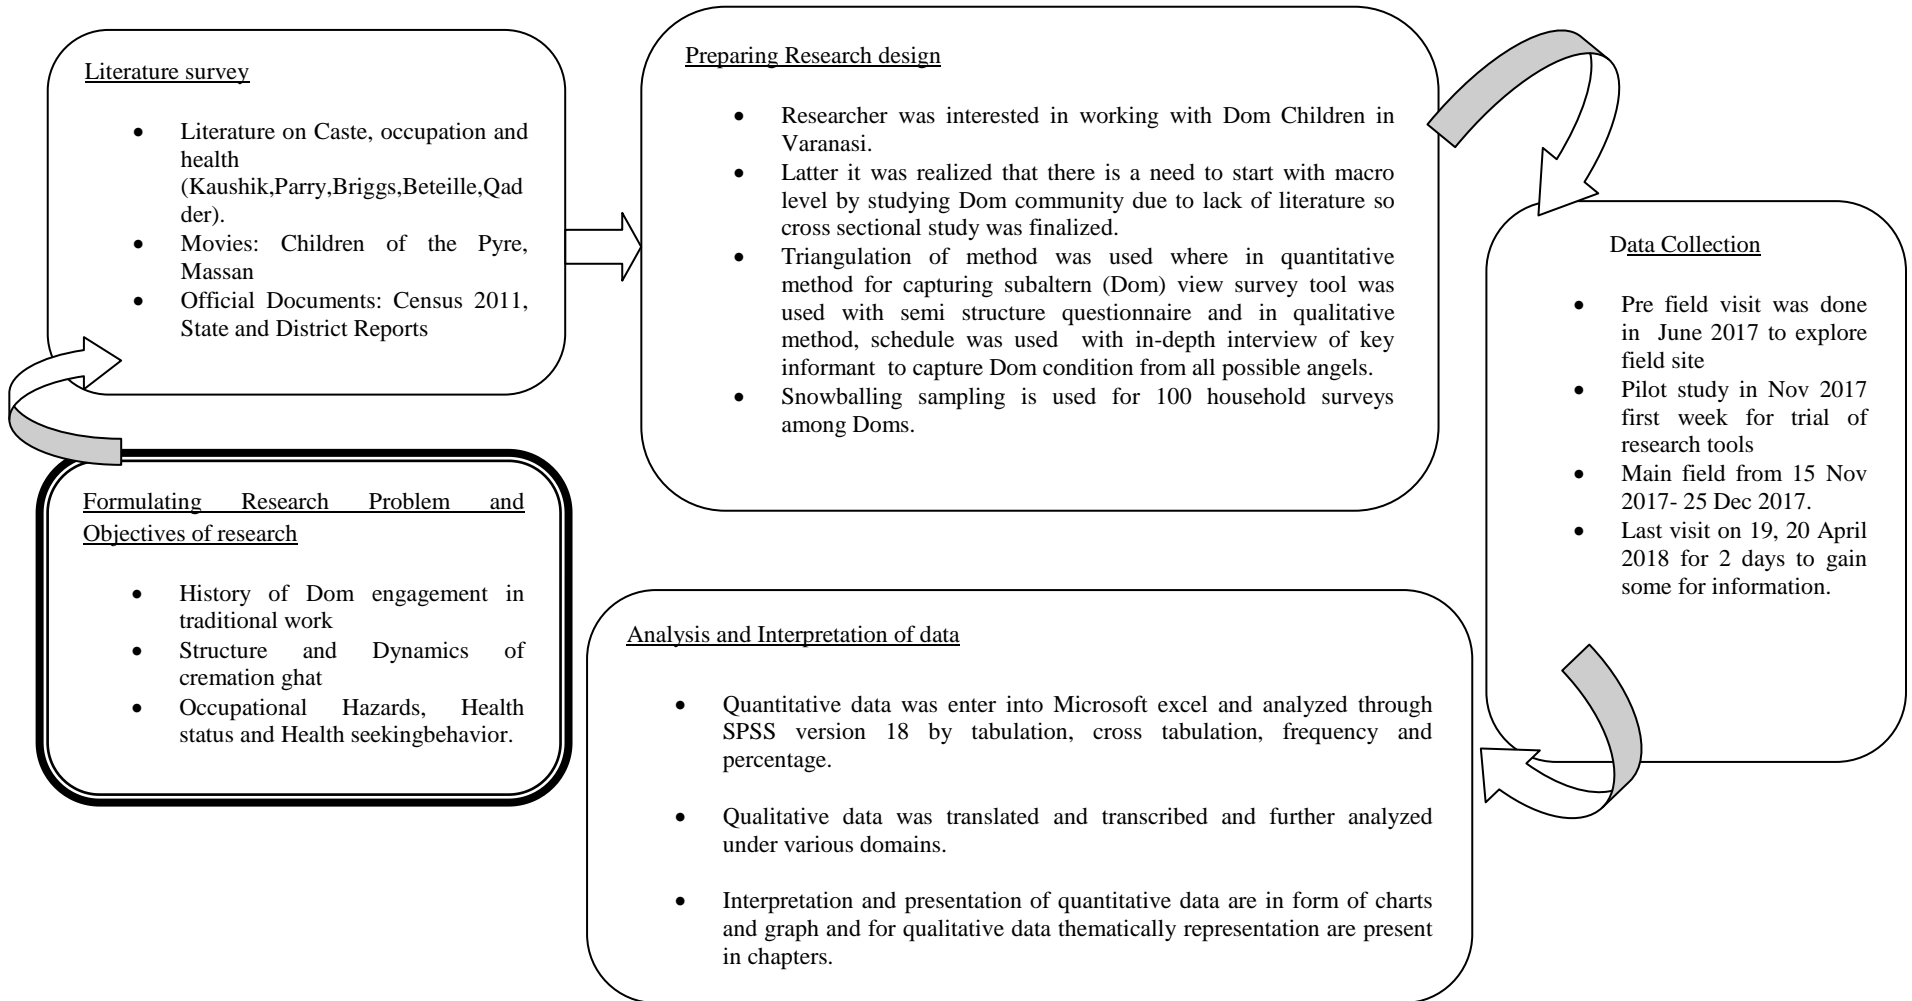 Literature survey
• Literature on Caste, occupation and
health
(Kaushik,Parry,Briggs,Beteille,Qad
der).
• Movies: Children of the Pyre,
Massan
• Official Documents: Census 2011,
State and District Reports
Formulating Research Problem and
Objectives of research
• History of Dom engagement in
traditional work
• Structure and Dynamics of
cremation ghat
• Occupational Hazards, Health
status and Health seekingbehavior.
Preparing Research design
• Researcher was interested in working with Dom Children in
Varanasi.
• Latter it was realized that there is a need to start with macro
level by studying Dom community due to lack of literature so
cross sectional study was finalized.
• Triangulation of method was used where in quantitative
method for capturing subaltern (Dom) view survey tool was
used with semi structure questionnaire and in qualitative
method, schedule was used with in-depth interview of key
informant to capture Dom condition from all possible angels.
• Snowballing sampling is used for 100 household surveys
among Doms.
Data Collection
• Pre field visit was done
in June 2017 to explore
field site
• Pilot study in Nov 2017
first week for trial of
research tools
• Main field from 15 Nov
2017- 25 Dec 2017.
• Last visit on 19, 20 April
2018 for 2 days to gain
some for information.
Analysis and Interpretation of data
• Quantitative data was enter into Microsoft excel and analyzed through
SPSS version 18 by tabulation, cross tabulation, frequency and
percentage.
• Qualitative data was translated and transcribed and further analyzed
under various domains.
• Interpretation and presentation of quantitative data are in form of charts
and graph and for qualitative data thematically representation are present
in chapters.